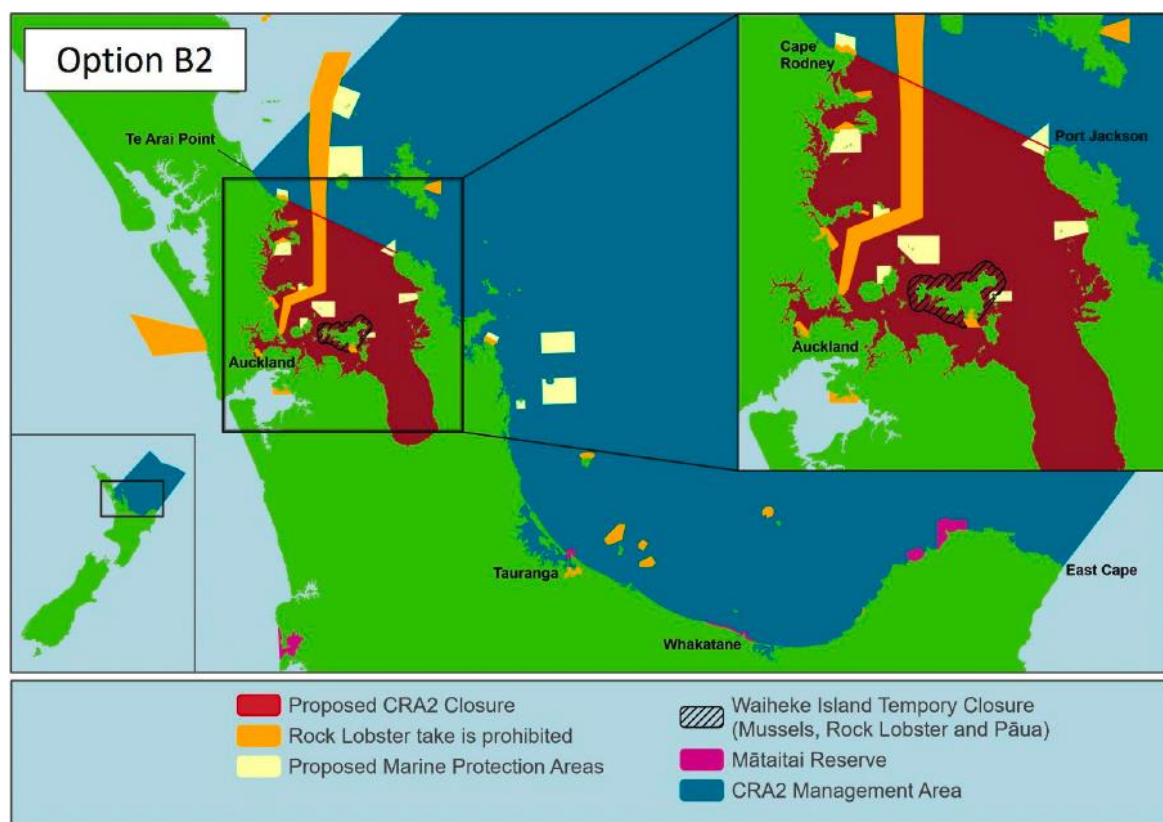 Option B2
Te Arai Point
Auckland
Tauranga
Whakatane
East Cape
Cape
Rodney
Port Jackson
Auckland
Proposed CRA2 Closure
Rock Lobster take is prohibited
Proposed Marine Protection Areas
Waiheke Island Tempory Closure
(Mussels, Rock Lobster and Pāua)
Mātaitai Reserve
CRA2 Management Area